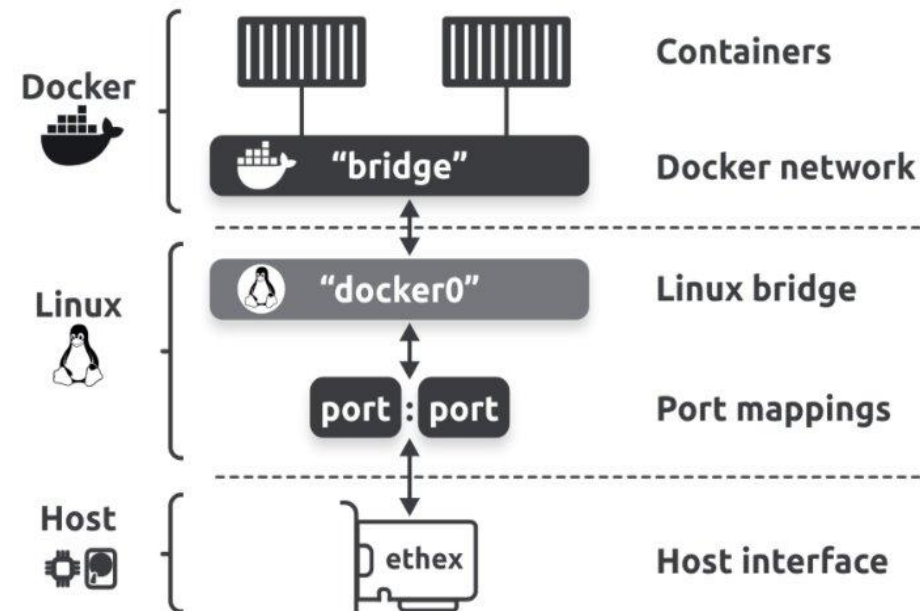 Docker
Containers
“bridge”
Docker network
Linux
“docker0”
Linux bridge
port : port
Port mappings
Host
ethex
Host interface